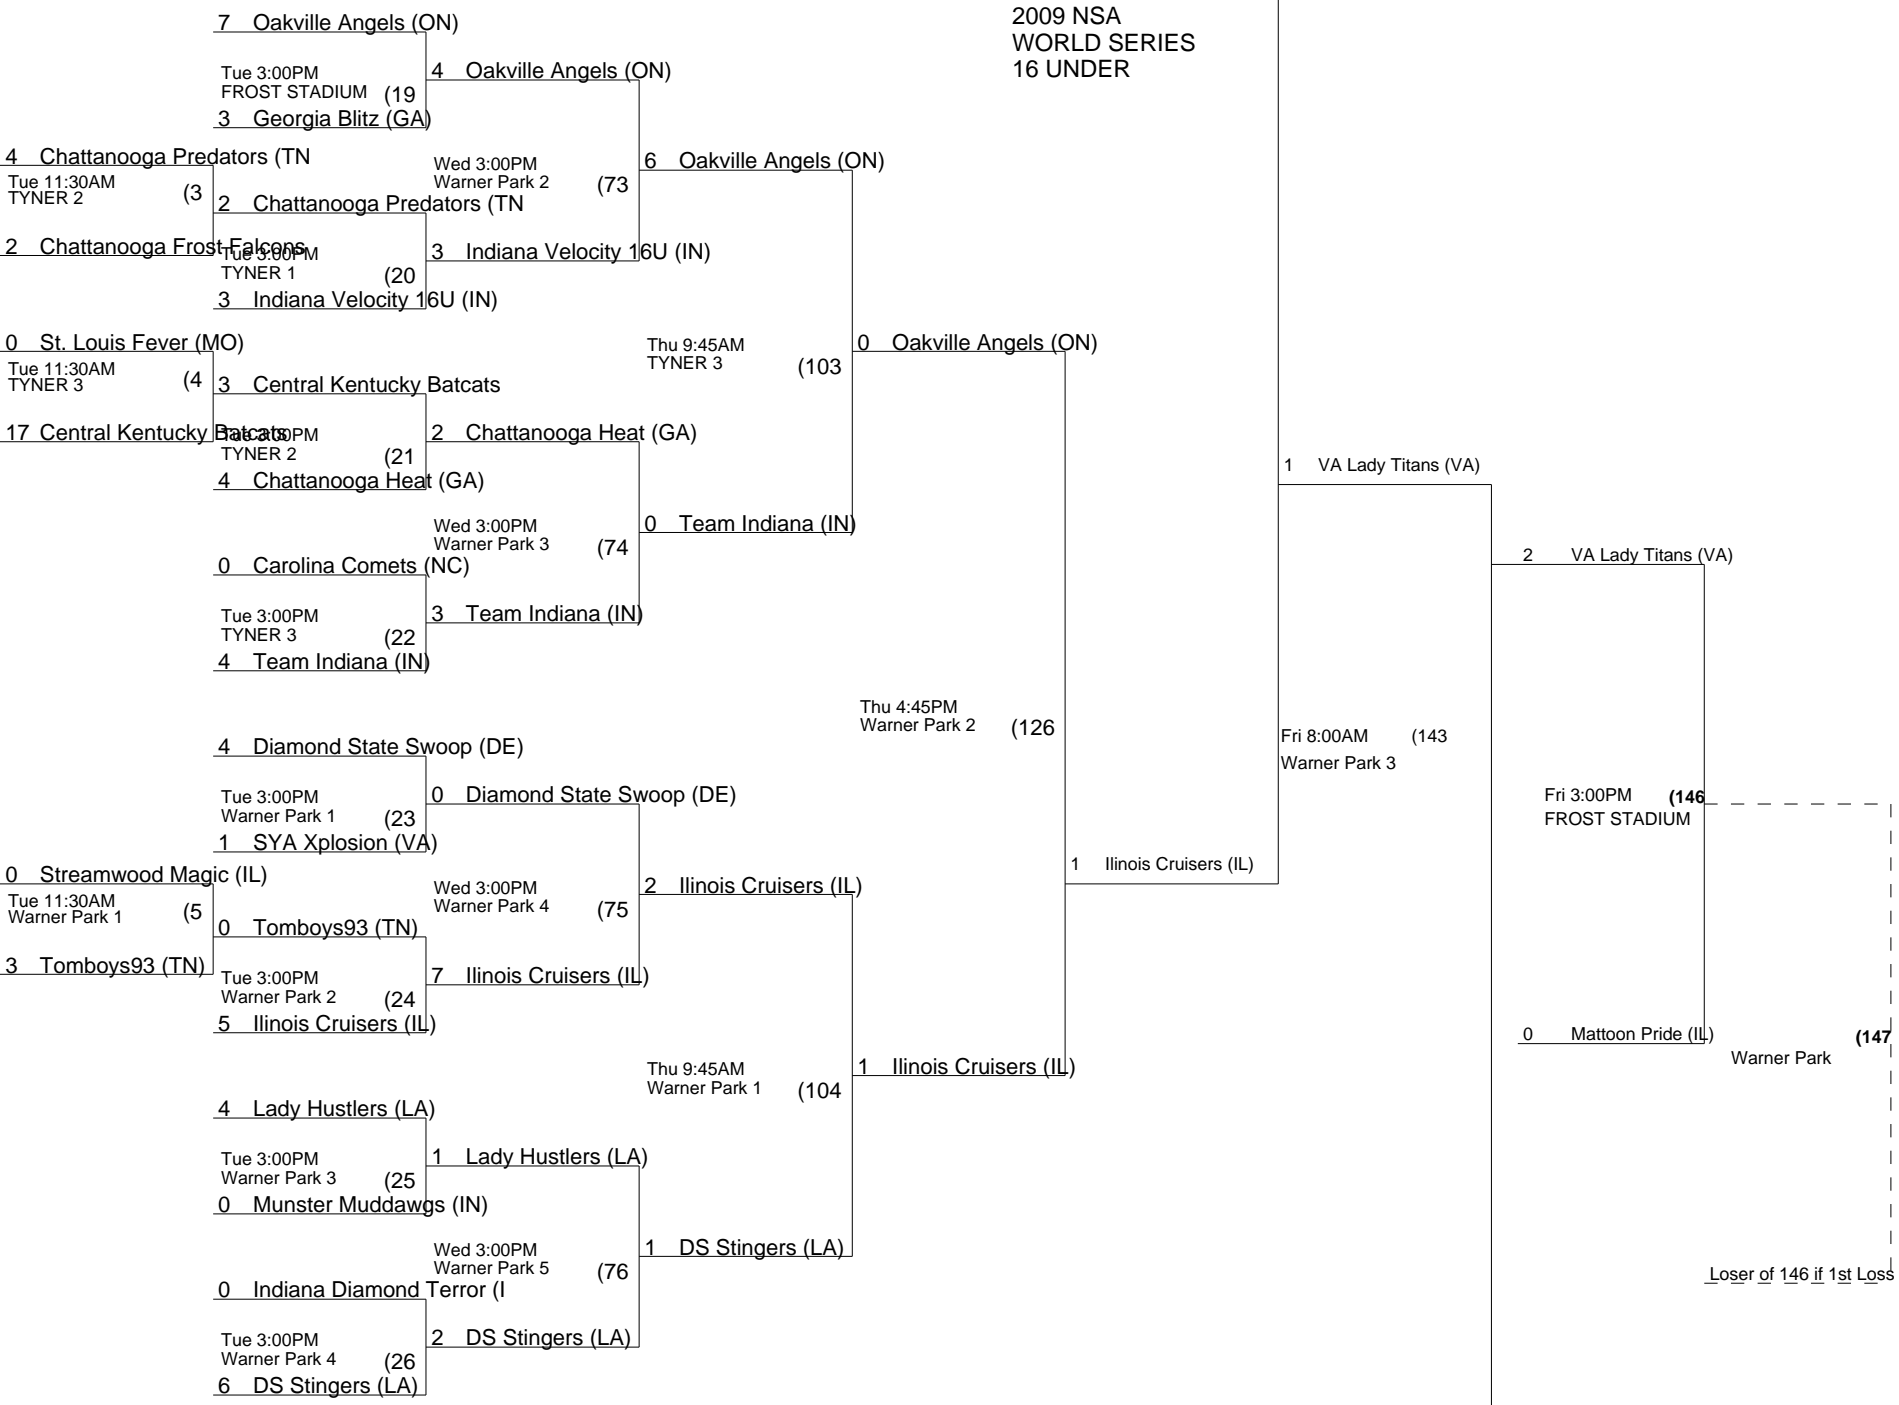 2009 NSA
WORLD SERIES
16 UNDER
7 Oakville Angels (ON)
Tue 3:00PM
FROST STADIUM (19
3 Georgia Blitz (GA)
4 Oakville Angels (ON)
4 Chattanooga Predators (TN
Tue 11:30AM
TYNER 2 (3
2 Chattanooga Frost Falcons
2 Chattanooga Predators (TN
Tue 3:00PM
TYNER 1 (20
3 Indiana Velocity 16U (IN)
Wed 3:00PM
Warner Park 2 (73
3 Indiana Velocity 16U (IN)
6 Oakville Angels (ON)
0 St. Louis Fever (MO)
Tue 11:30AM
TYNER 3 (4
17 Central Kentucky Batcats
3 Central Kentucky Batcats
Tue 3:00PM
TYNER 2 (21
4 Chattanooga Heat (GA)
2 Chattanooga Heat (GA)
Thu 9:45AM
TYNER 3 (103
0 Oakville Angels (ON)
Wed 3:00PM
Warner Park 3 (74
0 Team Indiana (IN)
0 Carolina Comets (NC)
Tue 3:00PM
TYNER 3 (22
4 Team Indiana (IN)
3 Team Indiana (IN)
4 Diamond State Swoop (DE)
Tue 3:00PM
Warner Park 1 (23
1 SYA Xplosion (VA)
0 Diamond State Swoop (DE)
0 Streamwood Magic (IL)
Tue 11:30AM
Warner Park 1 (5
3 Tomboys93 (TN)
0 Tomboys93 (TN)
Tue 3:00PM
Warner Park 2 (24
5 Ilinois Cruisers (IL)
Wed 3:00PM
Warner Park 4 (75
7 Ilinois Cruisers (IL)
2 Ilinois Cruisers (IL)
Thu 9:45AM
Warner Park 1 (104
1 Ilinois Cruisers (IL)
4 Lady Hustlers (LA)
Tue 3:00PM
Warner Park 3 (25
0 Munster Muddawgs (IN)
1 Lady Hustlers (LA)
Wed 3:00PM
Warner Park 5 (76
1 DS Stingers (LA)
0 Indiana Diamond Terror (I
Tue 3:00PM
Warner Park 4 (26
6 DS Stingers (LA)
2 DS Stingers (LA)
Thu 4:45PM
Warner Park 2 (126
1 Ilinois Cruisers (IL)
Fri 8:00AM (143
Warner Park 3
1 VA Lady Titans (VA)
2 VA Lady Titans (VA)
Fri 3:00PM (146
FROST STADIUM
0 Mattoon Pride (IL)
(147
Warner Park
Loser of 146 if 1st Loss